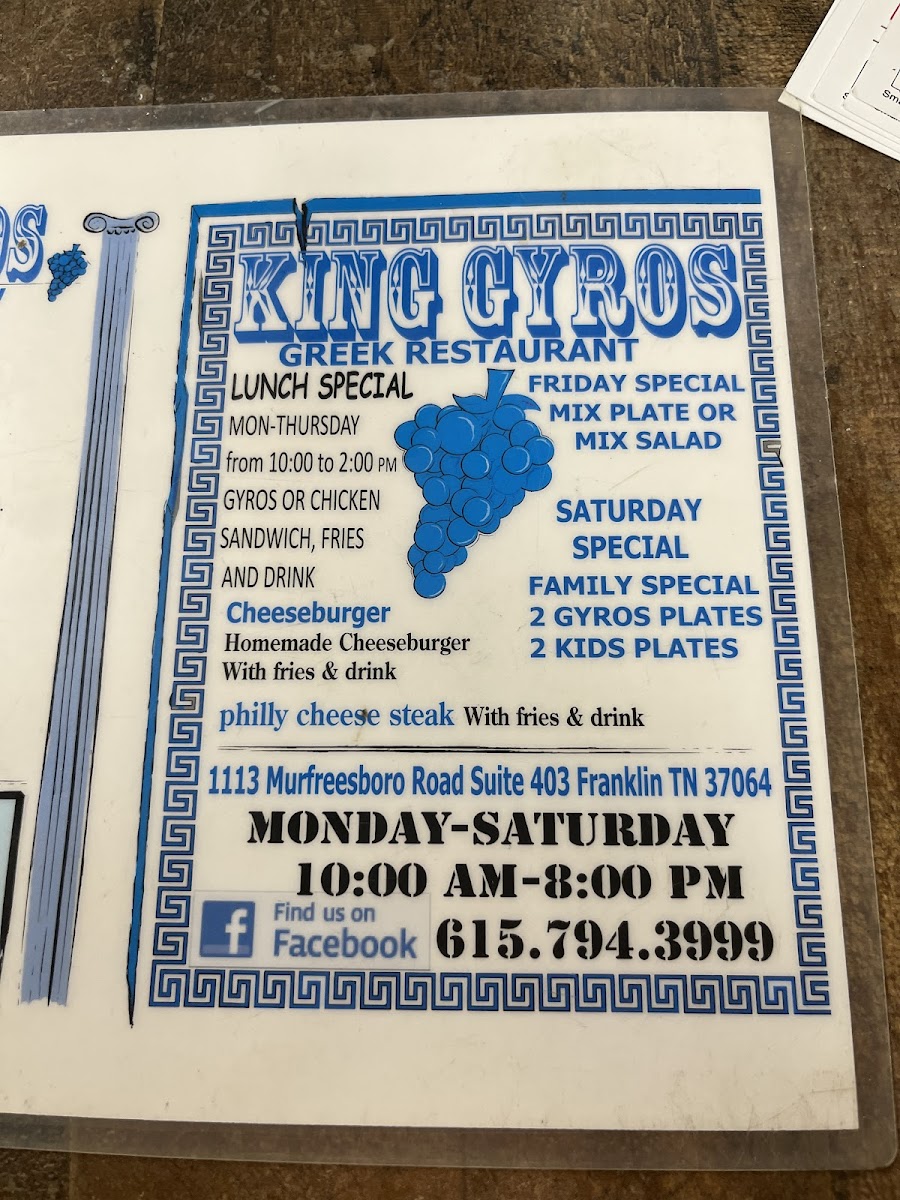 KING GYROS
GREEK RESTAURANT
LUNCH SPECIAL
MON-THURSDAY
from 10:00 to 2:00 PM
GYROS OR CHICKEN
SANDWICH, FRIES
AND DRINK
Cheeseburger
Homemade Cheeseburger
With fries & drink
philly cheese steak With fries & drink
FRIDAY SPECIAL
MIX PLATE OR
MIX SALAD
SATURDAY
SPECIAL
FAMILY SPECIAL
2 GYROS PLATES
2 KIDS PLATES
1113 Murfreesboro Road Suite 403 Franklin TN 37064
MONDAY-SATURDAY
10:00 AM-8:00 PM
Find us on
Facebook
615.794.3999